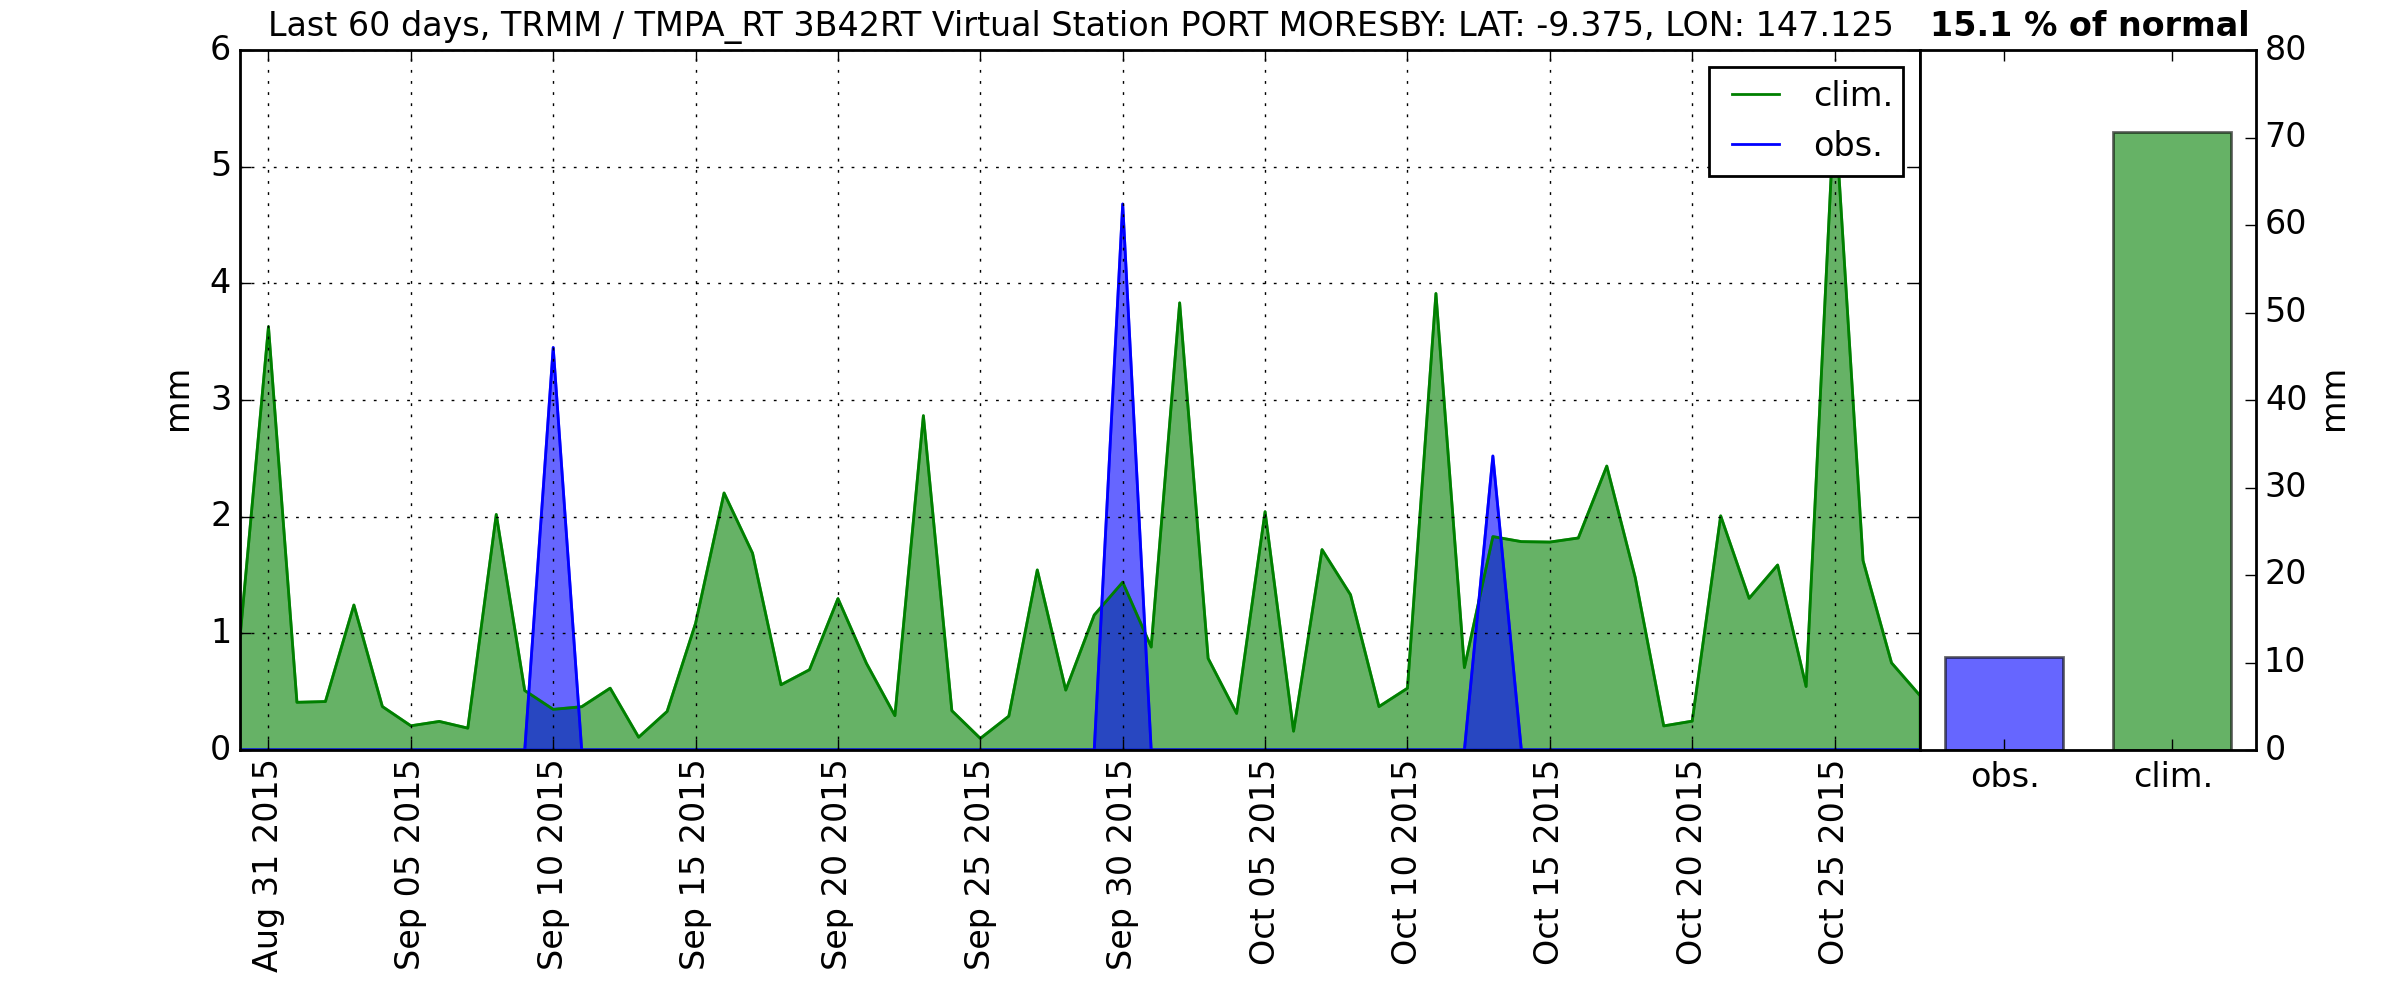 Last 60 days, TRMM / TMPA_RT 3B42RT Virtual Station PORT MORESBY: LAT: -9.375, LON: 147.125
15.1 % of normal
6
5
4
3
2
1
0
mm
clim.
obs.
80
70
60
50
40
30
20
10
0
mm
Aug 31 2015
Sep 05 2015
Sep 10 2015
Sep 15 2015
Sep 20 2015
Sep 25 2015
Sep 30 2015
Oct 05 2015
Oct 10 2015
Oct 15 2015
Oct 20 2015
Oct 25 2015
obs.
clim.